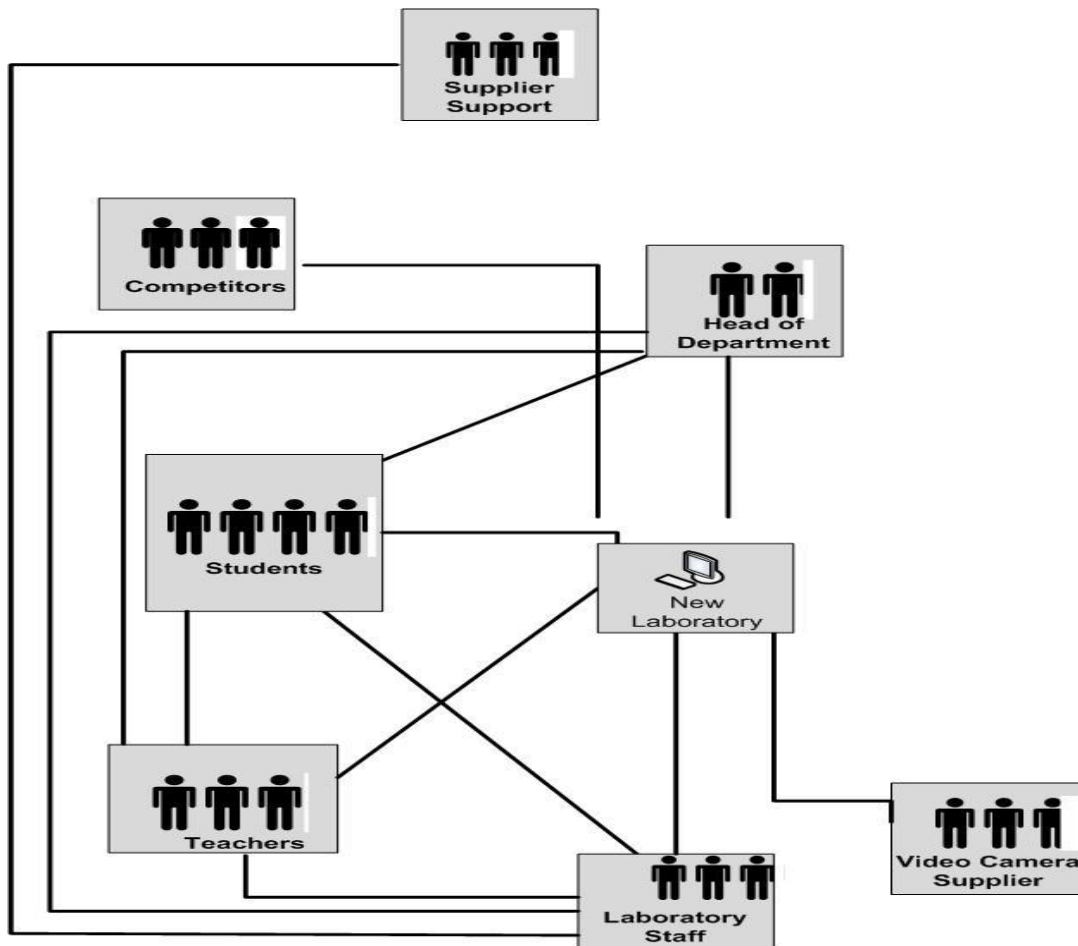 Supplier
Support
Competitors
Head of
Department
Students
New
Laboratory
Teachers
Video Camera
Supplier
Laboratory
Staff